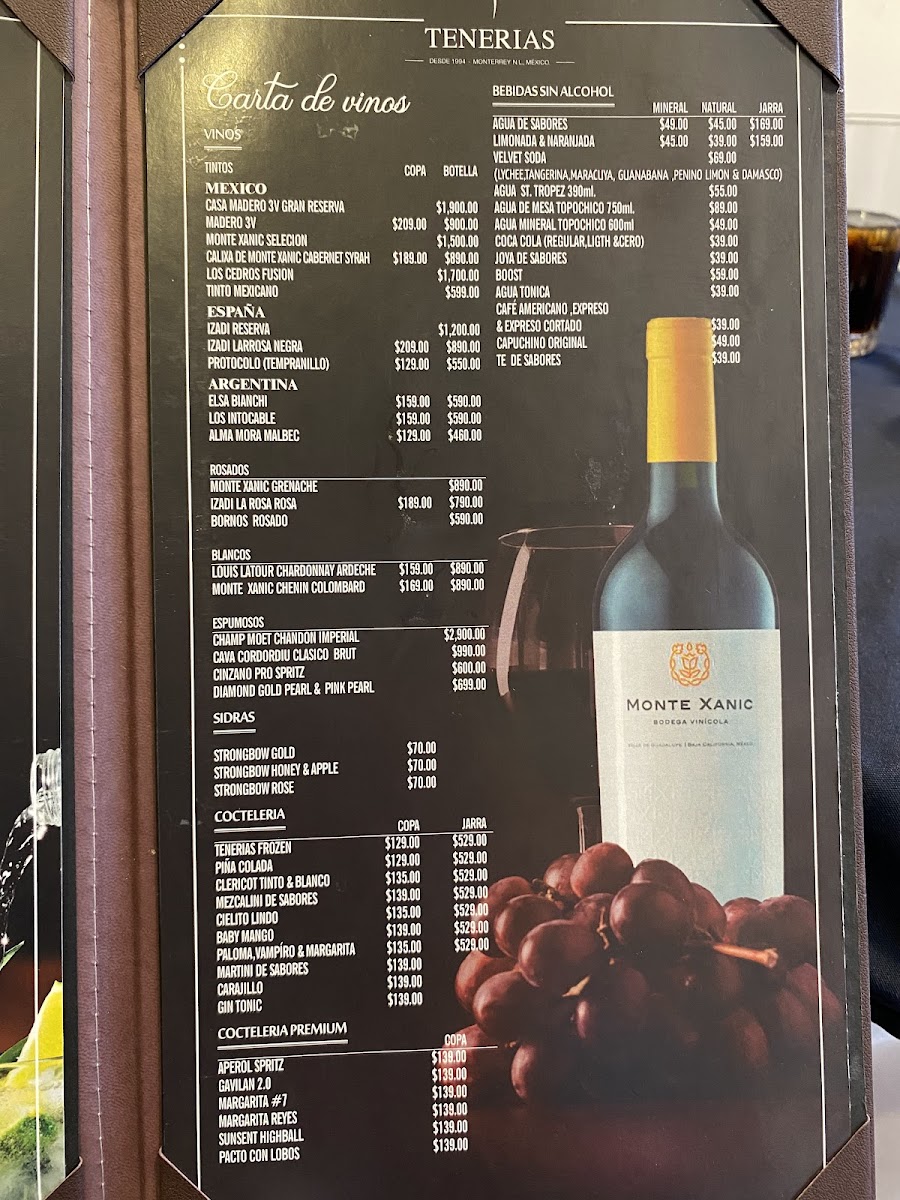 TENERIAS
DESDE 1994 - MONTERREY N.L. MÉXICO.
Carta de vinos
VINOS
TINTOS COPA BOTELLA
MEXICO
CASA MADERO 3V GRAN RESERVA $1,900.00
MADERO 3V $209.00 $900.00
MONTE XANIC SELECION $1,500.00
CALIXA DE MONTE XANIC CABERNET SYRAH $189.00 $890.00
LOS CEDROS FUSION $1,700.00
TINTO MEXICANO $599.00
ESPAÑA
IZADI RESERVA $1,200.00
IZADI LARROSA NEGRA $209.00 $890.00
PROTOCOLO (TEMPRANILLO) $129.00 $550.00
ARGENTINA
ELSA BIANCHI $159.00 $590.00
LOS INTOCABLE $159.00 $590.00
ALMA MORA MALBEC $129.00 $460.00
ROSADOS
MONTE XANIC GRENACHE $890.00
IZADI LA ROSA ROSA $189.00 $790.00
BORNOS ROSADO $590.00
BLANCOS
LOUIS LATOUR CHARDONNAY ARDECHE $159.00 $890.00
MONTE XANIC CHENIN COLOMBARD $169.00 $890.00
ESPUMOSOS
CHAMP MOET CHANDON IMPERIAL $2,900.00
CAVA CORDORDIU CLASICO BRUT $990.00
CINZANO PRO SPRITZ $600.00
DIAMOND GOLD PEARL & PINK PEARL $699.00
SIDRAS
STRONGBOW GOLD $70.00
STRONGBOW HONEY & APPLE $70.00
STRONGBOW ROSE $70.00
COCTELERIA
COPA JARRA
TENERIAS FROZEN $129.00 $529.00
PIÑA COLADA $129.00 $529.00
CLERICOT TINTO & BLANCO $135.00 $529.00
MEZCALINI DE SABORES $139.00 $529.00
CIELITO LINDO $135.00 $529.00
BABY MANGO $139.00 $529.00
PALOMA,VAMPÍRO & MARGARITA $135.00 $529.00
MARTINI DE SABORES $139.00
CARAJILLO $139.00
GIN TONIC $139.00
COCTELERIA PREMIUM
COPA
APEROL SPRITZ $139.00
GAVILAN 2.0 $139.00
MARGARITA #7 $139.00
MARGARITA REYES $139.00
SUNSENT HIGHBALL $139.00
PACTO CON LOBOS $139.00
BEBIDAS SIN ALCOHOL
MINERAL NATURAL JARRA
AGUA DE SABORES $49.00 $45.00 $169.00
LIMONADA & NARANJADA $45.00 $39.00 $159.00
VELVET SODA $69.00
(LYCHEE,TANGERINA,MARACUYA, GUANABANA ,PEPINO LIMON & DAMASCO)
AGUA ST. TROPEZ 390ml. $55.00
AGUA DE MESA TOPOCHICO 750ml. $89.00
AGUA MINERAL TOPOCHICO 600ml $49.00
COCA COLA (REGULAR,LIGTH &CERO) $39.00
JOYA DE SABORES $39.00
BOOST $59.00
AGUA TONICA $39.00
CAFÉ AMERICANO ,EXPRESO
& EXPRESO CORTADO $39.00
CAPUCHINO ORIGINAL $49.00
TE DE SABORES $39.00
MONTE XANIC
BODEGA VINÍCOLA
VALLE DE GUADALUPE | BAJA CALIFORNIA, MÉXICO